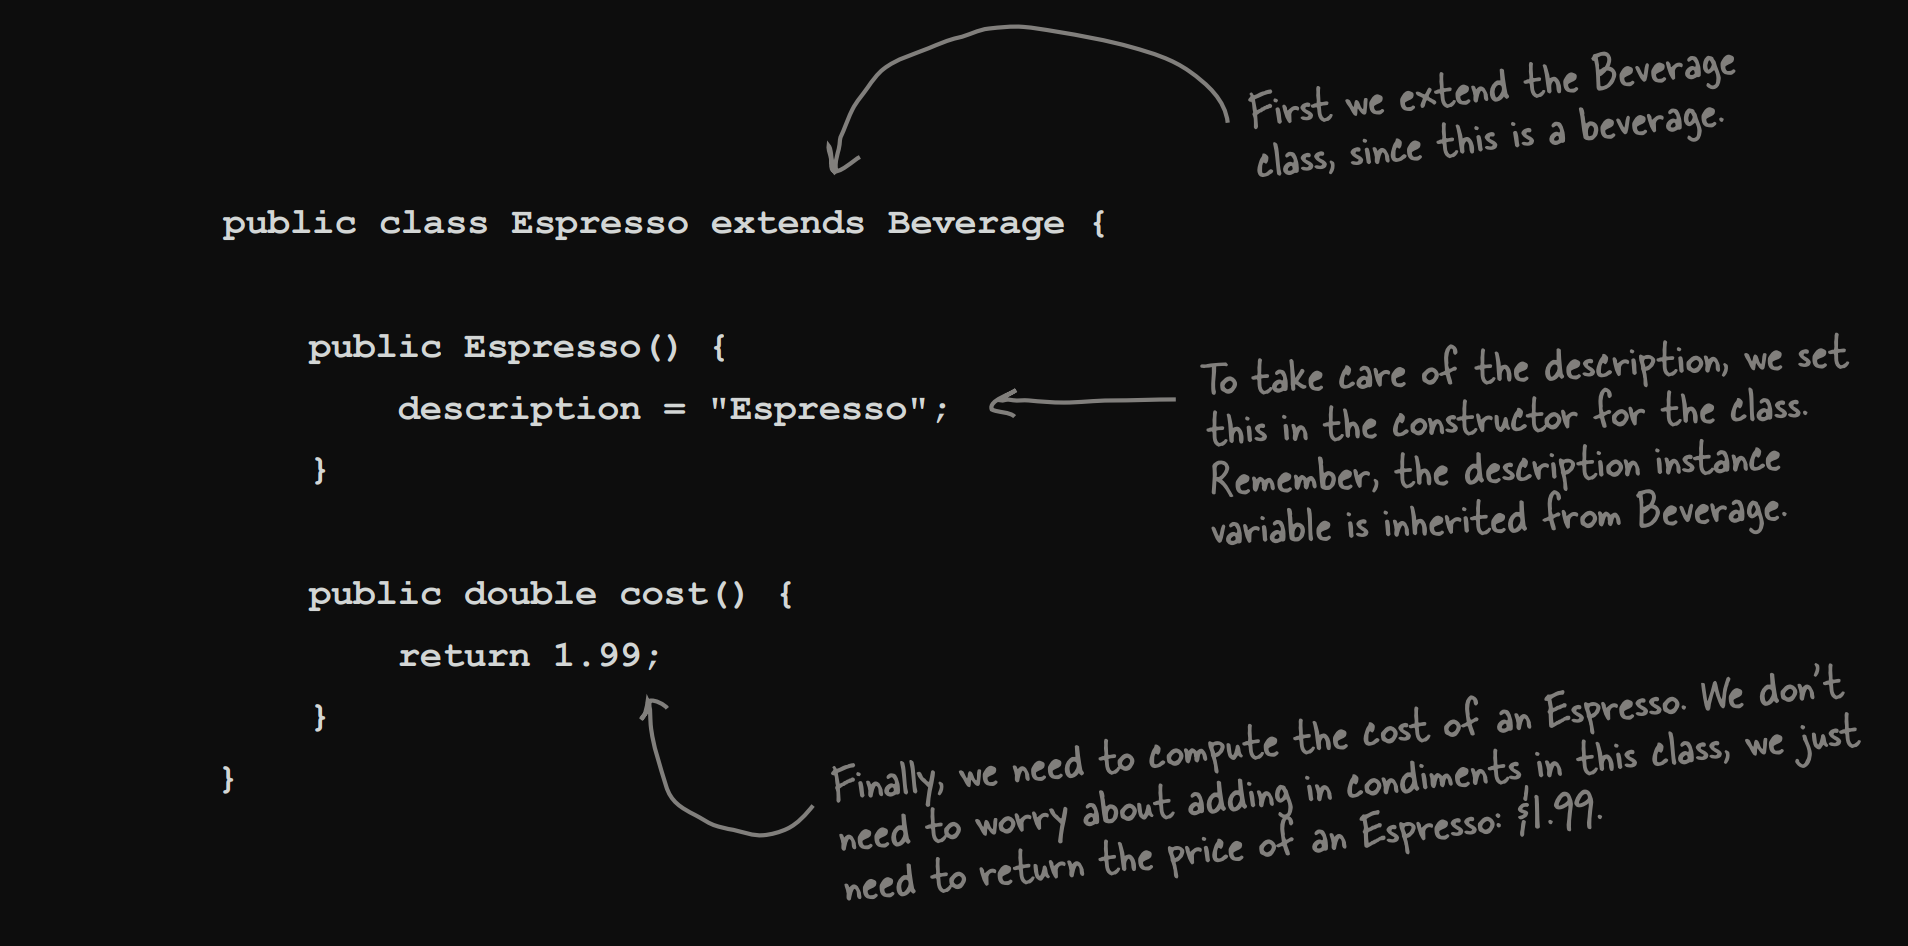 First we extend the Beverage
class, since this is a beverage.
public class Espresso extends Beverage {
public Espresso() {
description = "Espresso";
}
To take care of the description, we set
this in the constructor for the class.
Remember, the description instance
variable is inherited from Beverage.
public double cost() {
return 1.99;
}
}
Finally, we need to compute the cost of an Espresso. We don't
need to worry about adding in condiments in this class, we just
need to return the price of an Espresso: $1.99.